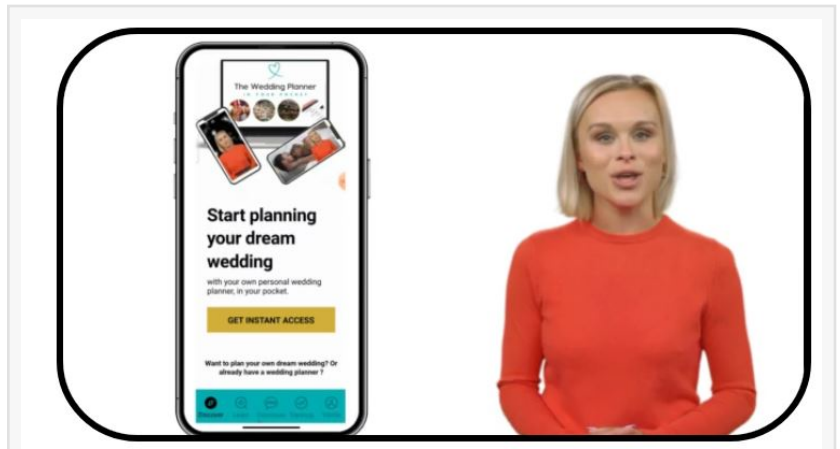 The Wedding Planner
IN YOUR POCKET
Start planning
your dream
wedding
with your own personal wedding
planner, in your pocket.
GET INSTANT ACCESS
Want to plan your own dream wedding? Or
already have a wedding planner ?
Discover